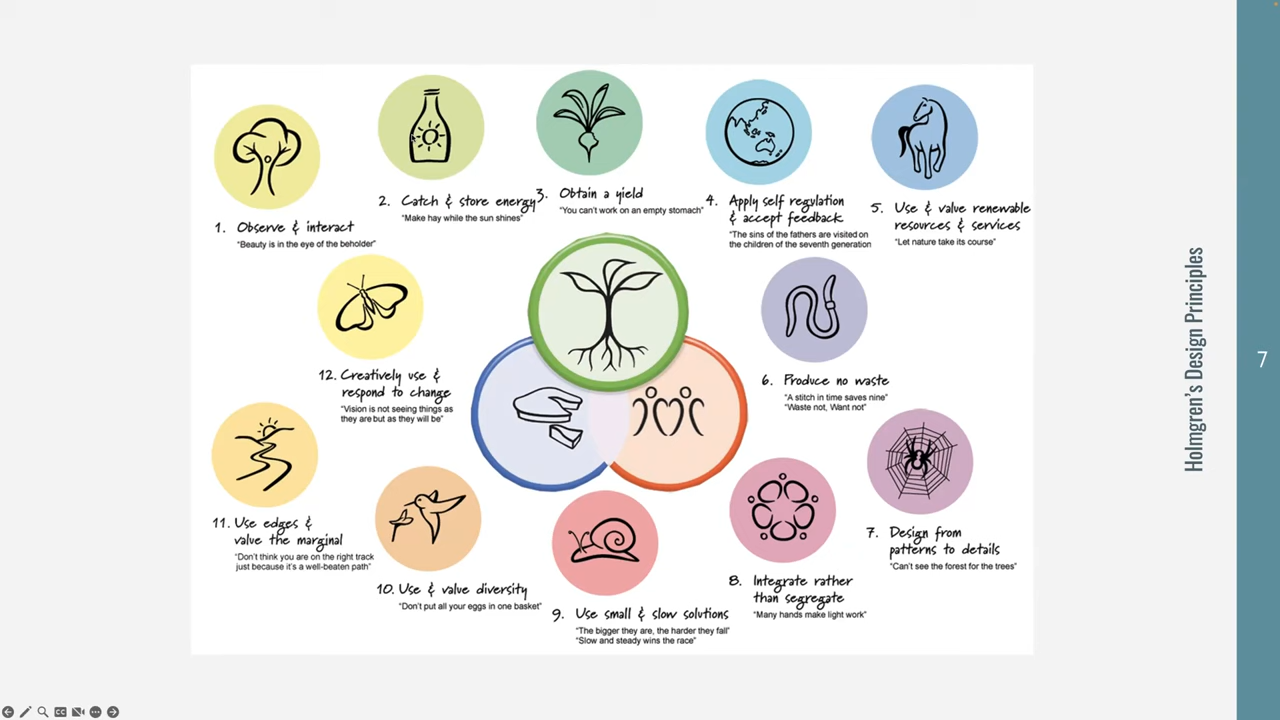 1. Observe & interact
"Beauty is in the eye of the beholder"
2. Catch & store energy
"Make hay while the sun shines"
3. Obtain a yield
"You can't work on an empty stomach"
4. Apply self regulation
& accept feedback
"The sins of the fathers are visited on
the children of the seventh generation
5. Use & value renewable
resources & services
"Let nature take its course"
6. Produce no waste
"A stitch in time saves nine"
"Waste not, Want not"
7. Design from
patterns to details
"Can't see the forest for the trees"
8. Integrate rather
than segregate
"Many hands make light work"
9. Use small & slow solutions
"The bigger they are, the harder they fall"
"Slow and steady wins the race"
10. Use & value diversity
"Don't put all your eggs in one basket"
11. Use edges &
value the marginal
"Don't think you are on the right track
just because it's a well-beaten path"
12. Creatively use &
respond to change
"Vision is not seeing things as
they are but as they will be"
Holmgren's Design Principles
7
CC